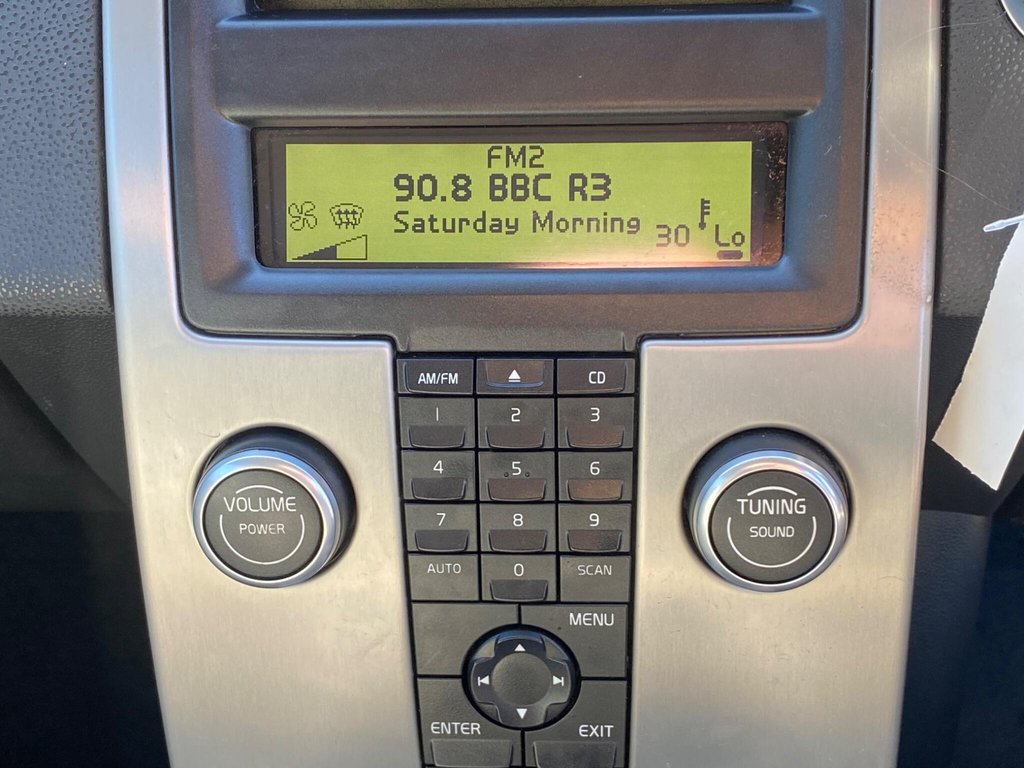 FM2
90.8 BBC R3
Saturday Morning
30 Lo
AM/FM CD
1 2 3
4 5 6
7 8 9
AUTO 0 SCAN
VOLUME
POWER
TUNING
SOUND
MENU
ENTER EXIT